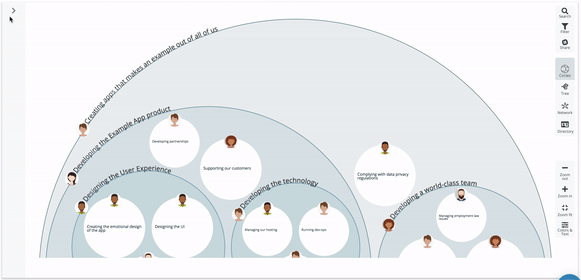 Search
Filter
Share
Circles
Tree
Network
Directory
Zoom out
Zoom in
Zoom to fit
Colors & Text
Creating apps that makes an example out of all of us
Developing the Example App product
Developing partnerships
Supporting our customers
Complying with data privacy
regulations
Designing the User Experience
Creating the emotional design
of the app
Designing the UI
Developing the technology
Managing our hosting
Running dev-ops
Developing a world-class team
Managing employment law
issues